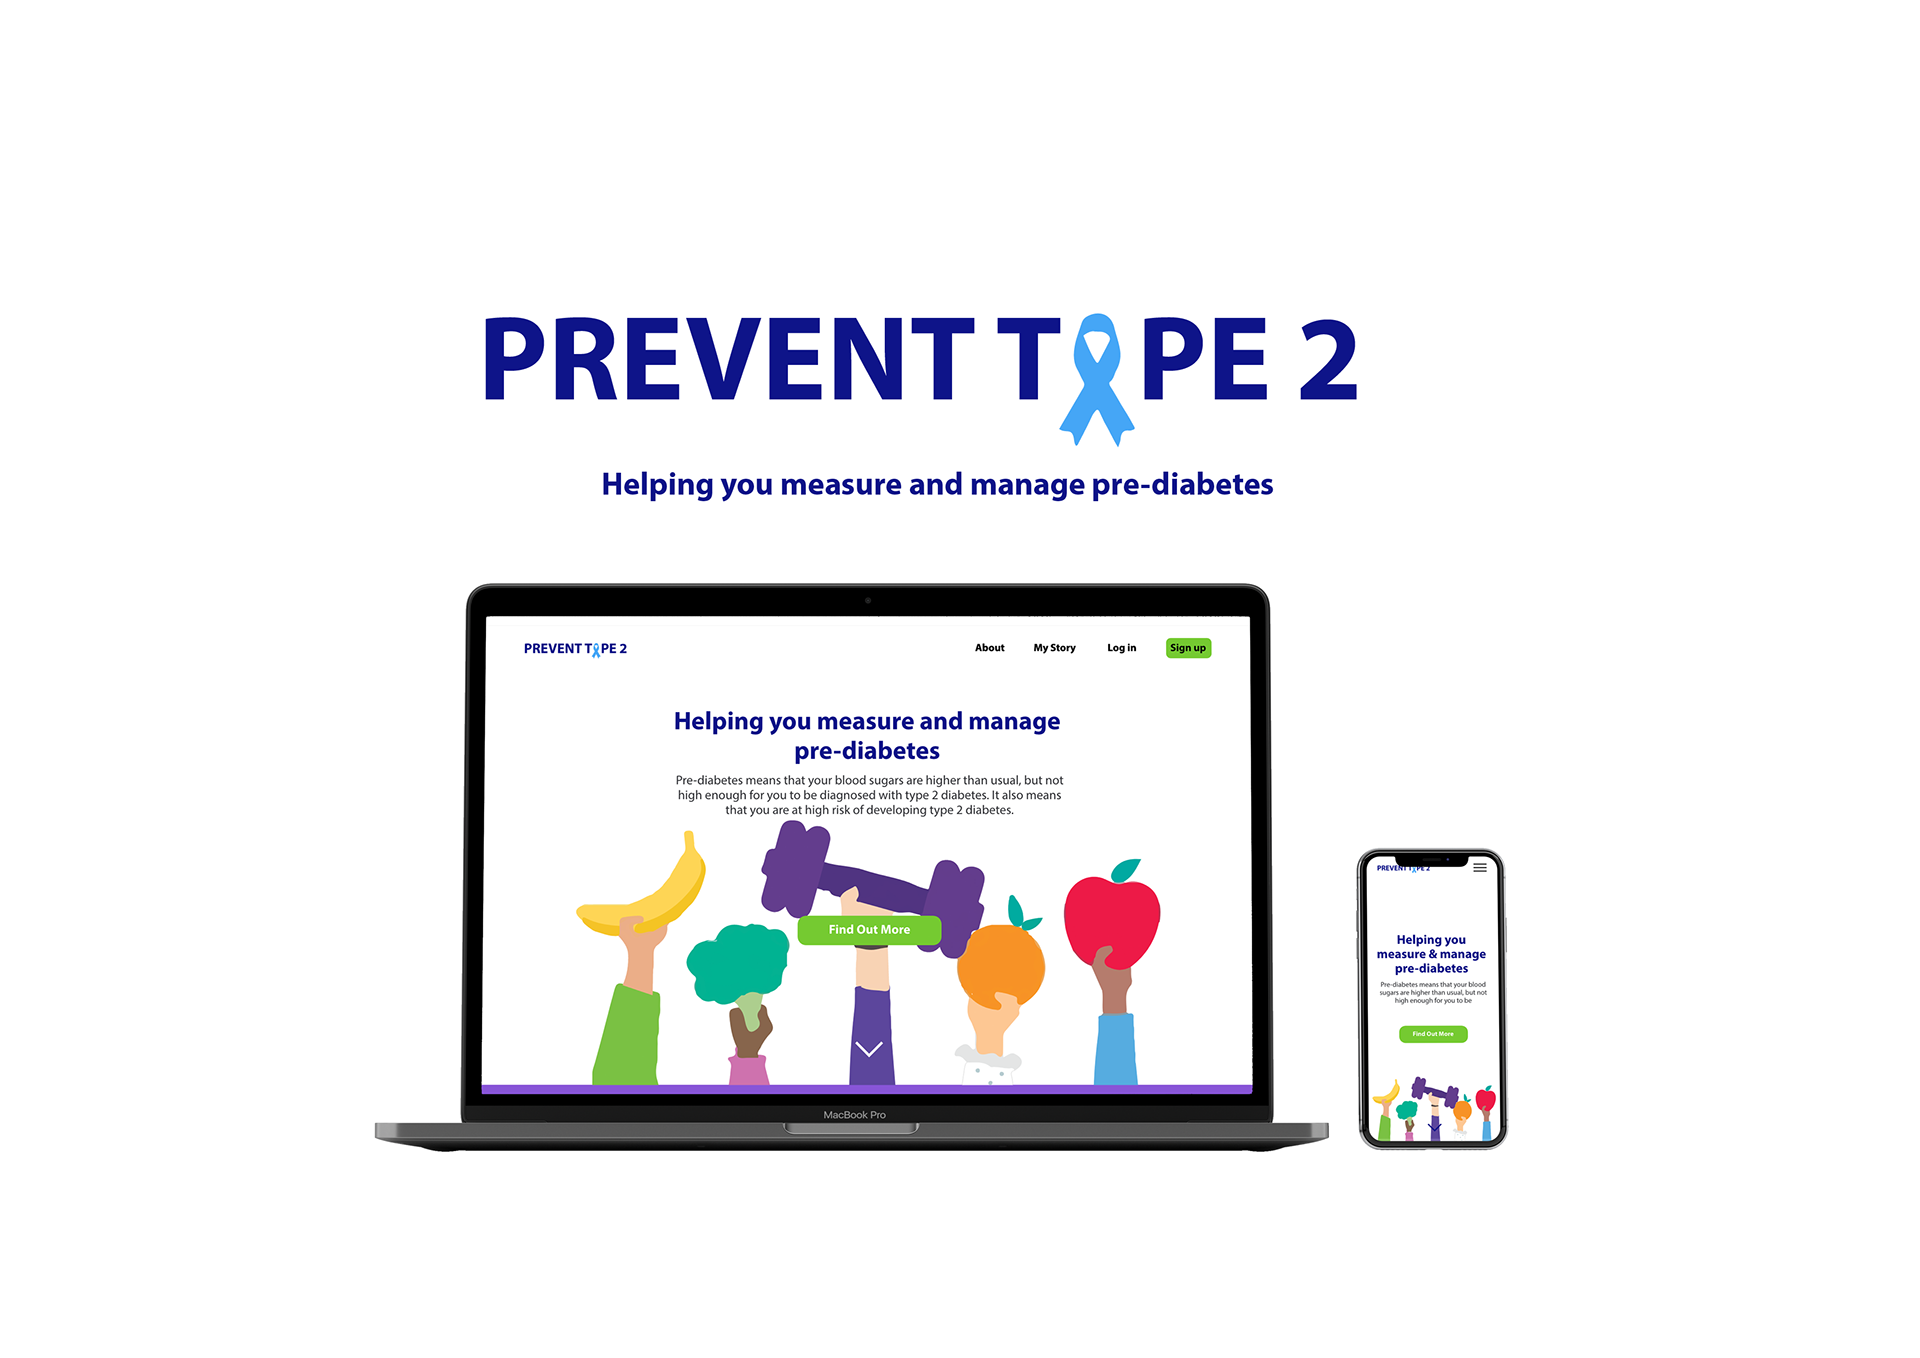 PREVENT TYPE 2
Helping you measure and manage pre-diabetes
PREVENT TYPE 2
About My Story Log in Sign up
Helping you measure and manage
pre-diabetes
Pre-diabetes means that your blood sugars are higher than usual, but not
high enough for you to be diagnosed with type 2 diabetes. It also means
that you are at high risk of developing type 2 diabetes.
Find Out More
MacBook Pro
PREVENT TYPE 2
Helping you
measure & manage
pre-diabetes
Pre-diabetes means that your blood
sugars are higher than usual, but not
high enough for you to be
Find Out More